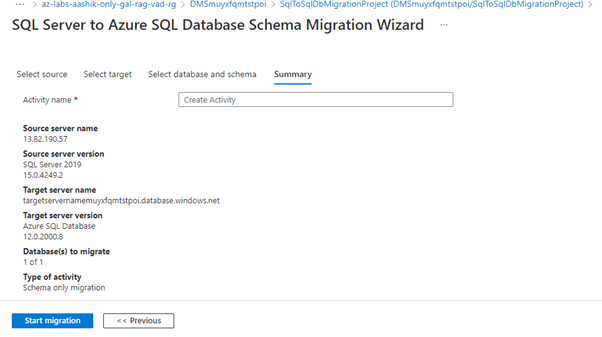 ··· > az-labs-aashik-only-gal-rag-vad-rg > DMSmuyxfqmtstpoi > SqlToSqlDbMigrationProject (DMSmuyxfqmtstpoi/SqlToSqlDbMigrationProject) >
SQL Server to Azure SQL Database Schema Migration Wizard ···
Select source Select target Select database and schema Summary
Activity name * Create Activity
Source server name
13.82.190.57
Source server version
SQL Server 2019
15.0.4249.2
Target server name
targetservernamemuyxfqmtstpoi.database.windows.net
Target server version
Azure SQL Database
12.0.2000.8
Database(s) to migrate
1 of 1
Type of activity
Schema only migration
Start migration << Previous